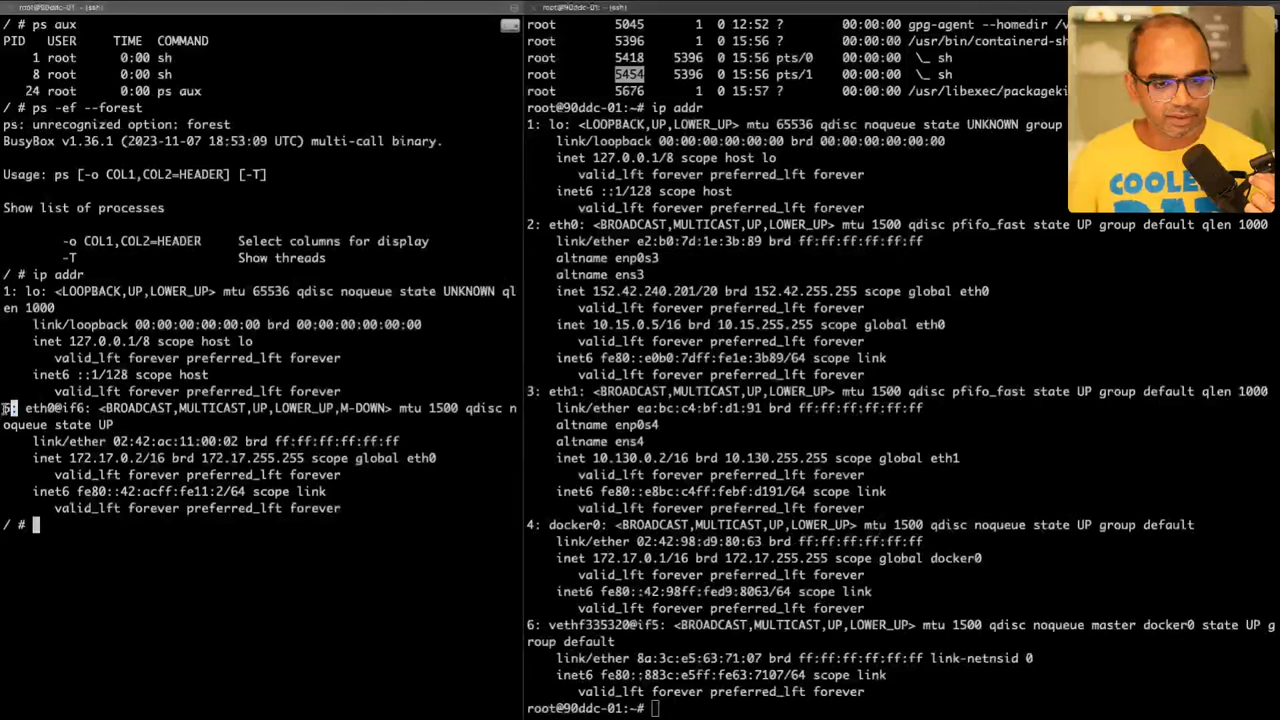 root@90ddc-01: ~ (ssh)
/ # ps aux
PID   USER     TIME  COMMAND
1 root      0:00 sh
8 root      0:00 sh
24 root      0:00 ps aux
/ # ps -ef --forest
ps: unrecognized option: forest
BusyBox v1.36.1 (2023-11-07 18:53:09 UTC) multi-call binary.
Usage: ps [-o COL1,COL2=HEADER] [-T]
Show list of processes
-o COL1,COL2=HEADER     Select columns for display
-T                      Show threads
/ # ip addr
1: lo: <LOOPBACK,UP,LOWER_UP> mtu 65536 qdisc noqueue state UNKNOWN ql
en 1000
link/loopback 00:00:00:00:00:00 brd 00:00:00:00:00:00
inet 127.0.0.1/8 scope host lo
valid_lft forever preferred_lft forever
inet6 ::1/128 scope host
valid_lft forever preferred_lft forever
5: eth0@if6: <BROADCAST,MULTICAST,UP,LOWER_UP,M-DOWN> mtu 1500 qdisc n
oqueue state UP
link/ether 02:42:ac:11:00:02 brd ff:ff:ff:ff:ff:ff
inet 172.17.0.2/16 brd 172.17.255.255 scope global eth0
valid_lft forever preferred_lft forever
inet6 fe80::42:acff:fe11:2/64 scope link
valid_lft forever preferred_lft forever
/ #
root@90ddc-01: ~ (ssh)
root        5045       1  0 12:52 ?        00:00:00 gpg-agent --homedir /v
root        5396       1  0 15:56 ?        00:00:00 /usr/bin/containerd-sh
root        5418    5396  0 15:56 pts/0    00:00:00  \_ sh
root        5454    5396  0 15:56 pts/1    00:00:00  \_ sh
root        5676       1  0 15:57 ?        00:00:00 /usr/libexec/packageki
root@90ddc-01:~# ip addr
1: lo: <LOOPBACK,UP,LOWER_UP> mtu 65536 qdisc noqueue state UNKNOWN group
link/loopback 00:00:00:00:00:00 brd 00:00:00:00:00:00
inet 127.0.0.1/8 scope host lo
valid_lft forever preferred_lft forever
inet6 ::1/128 scope host
valid_lft forever preferred_lft forever
2: eth0: <BROADCAST,MULTICAST,UP,LOWER_UP> mtu 1500 qdisc pfifo_fast state UP group default qlen 1000
link/ether e2:b0:7d:1e:3b:89 brd ff:ff:ff:ff:ff:ff
altname enp0s3
altname ens3
inet 152.42.240.201/20 brd 152.42.255.255 scope global eth0
valid_lft forever preferred_lft forever
inet 10.15.0.5/16 brd 10.15.255.255 scope global eth0
valid_lft forever preferred_lft forever
inet6 fe80::e0b0:7dff:fe1e:3b89/64 scope link
valid_lft forever preferred_lft forever
3: eth1: <BROADCAST,MULTICAST,UP,LOWER_UP> mtu 1500 qdisc pfifo_fast state UP group default qlen 1000
link/ether ea:bc:c4:bf:d1:91 brd ff:ff:ff:ff:ff:ff
altname enp0s4
altname ens4
inet 10.130.0.2/16 brd 10.130.255.255 scope global eth1
valid_lft forever preferred_lft forever
inet6 fe80::e8bc:c4ff:febf:d191/64 scope link
valid_lft forever preferred_lft forever
4: docker0: <BROADCAST,MULTICAST,UP,LOWER_UP> mtu 1500 qdisc noqueue state UP group default
link/ether 02:42:98:d9:80:63 brd ff:ff:ff:ff:ff:ff
inet 172.17.0.1/16 brd 172.17.255.255 scope global docker0
valid_lft forever preferred_lft forever
inet6 fe80::42:98ff:fed9:8063/64 scope link
valid_lft forever preferred_lft forever
6: vethf335320@if5: <BROADCAST,MULTICAST,UP,LOWER_UP> mtu 1500 qdisc noqueue master docker0 state UP g
roup default
link/ether 8a:3c:e5:63:71:07 brd ff:ff:ff:ff:ff:ff link-netnsid 0
inet6 fe80::883c:e5ff:fe63:7107/64 scope link
valid_lft forever preferred_lft forever
root@90ddc-01:~#